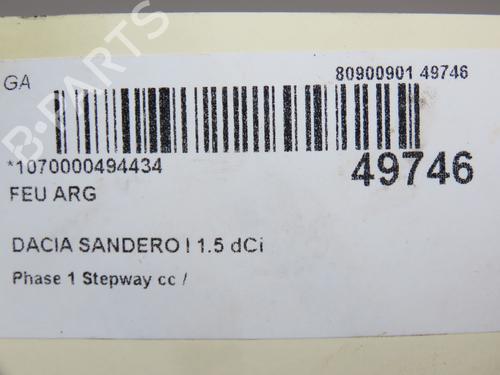 GA
80900901 49746
*1070000494434
49746
FEU ARG
DACIA SANDERO I 1.5 dCi
Phase 1 Stepway cc /
B-PARTS